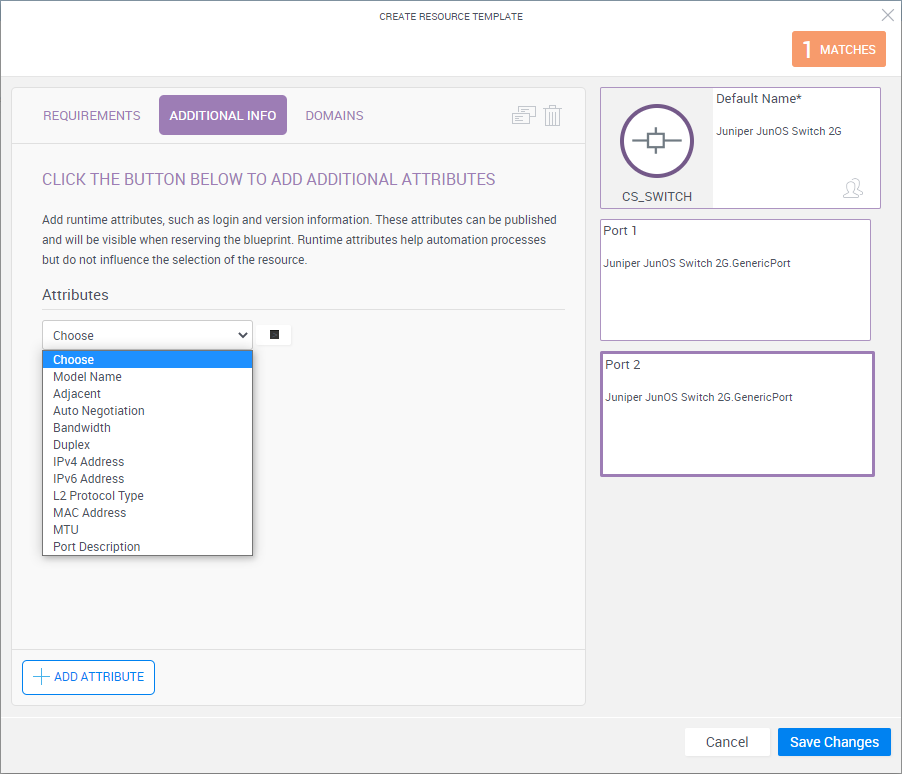 CREATE RESOURCE TEMPLATE
1 MATCHES
REQUIREMENTS
ADDITIONAL INFO
DOMAINS
CLICK THE BUTTON BELOW TO ADD ADDITIONAL ATTRIBUTES
Add runtime attributes, such as login and version information. These attributes can be published
and will be visible when reserving the blueprint. Runtime attributes help automation processes
but do not influence the selection of the resource.
Attributes
Choose
Choose
Model Name
Adjacent
Auto Negotiation
Bandwidth
Duplex
IPv4 Address
IPv6 Address
L2 Protocol Type
MAC Address
MTU
Port Description
ADD ATTRIBUTE
Default Name*
Juniper JunOS Switch 2G
CS_SWITCH
Port 1
Juniper JunOS Switch 2G.GenericPort
Port 2
Juniper JunOS Switch 2G.GenericPort
Cancel
Save Changes